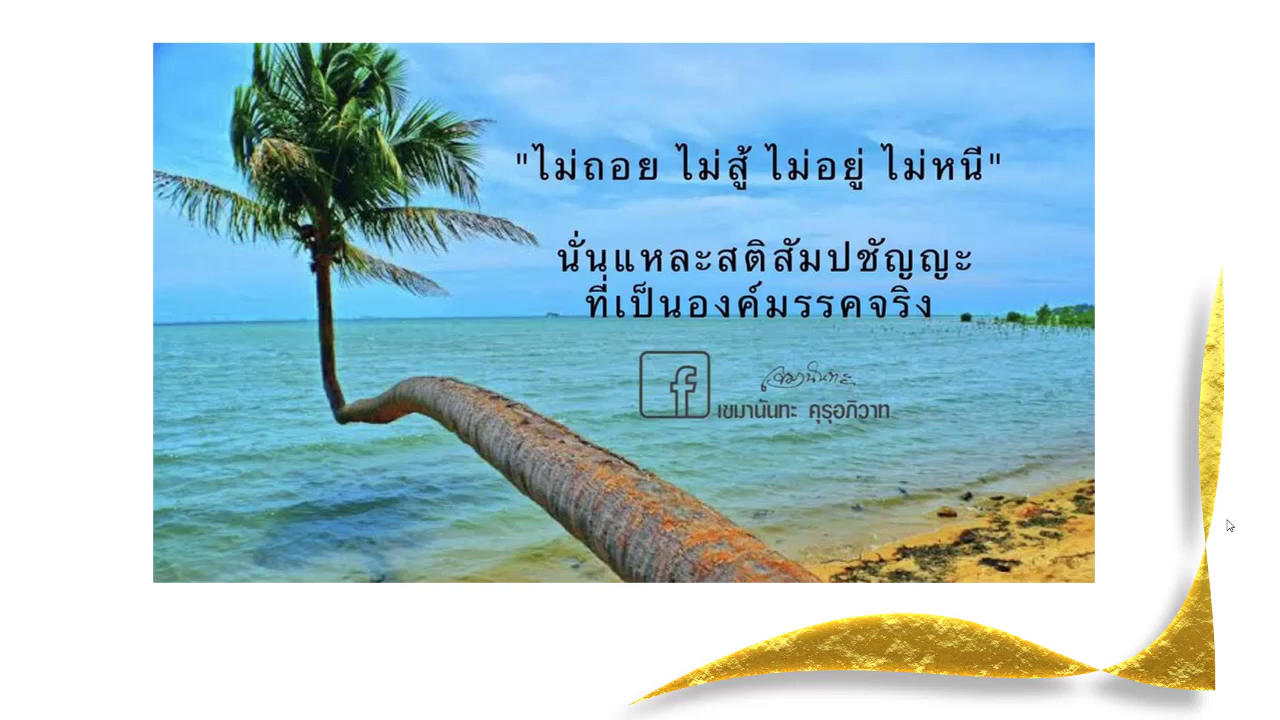 "ไม่ถอย ไม่สู้ ไม่อยู่ ไม่หนี"
นั่นแหละสติสัมปชัญญะ
ที่เป็นองค์มรรคจริง
เขมานันทะ
เขมานันทะ คุรุอภิวาท